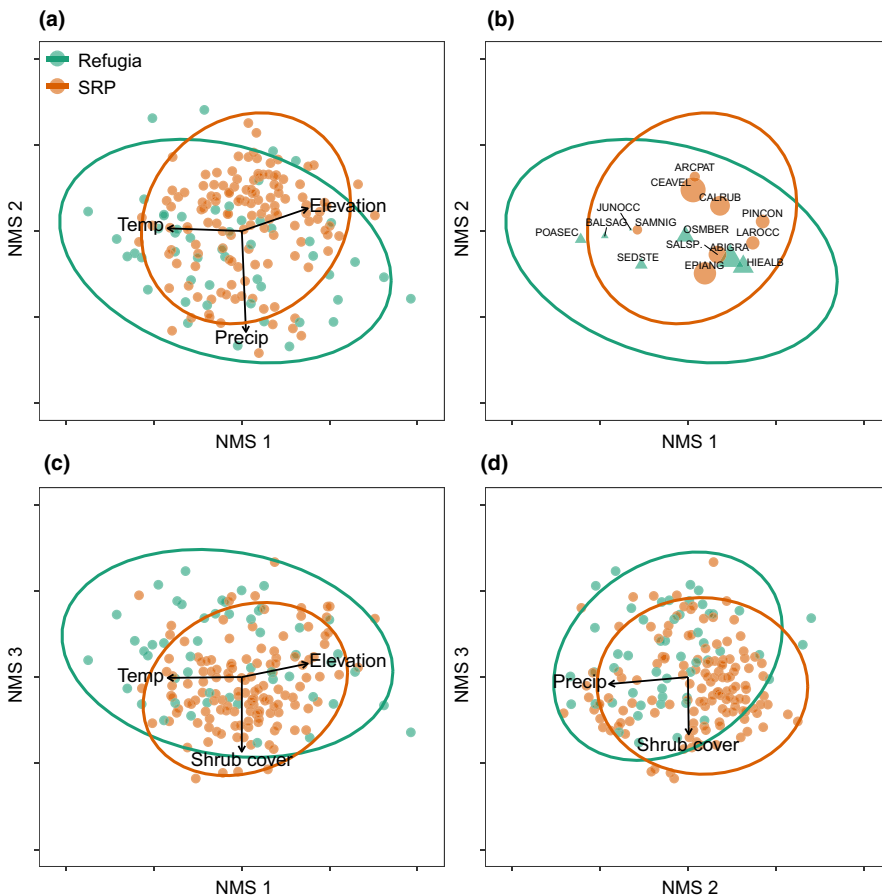 (a)
Refugia
SRP
Elevation
Temp
Precip
NMS 2
NMS 1
(b)
ARCPAT
CEAVEL
CALRUB
JUNOCC
PINCON
BALSAG
SAMNIG
POASEC
OSMBER
LAROCC
SALSP.
ABIGRA
SEDSTE
EPIANG
HIEALB
NMS 1
(c)
Elevation
Temp
Shrub cover
NMS 3
NMS 1
(d)
Precip
Shrub cover
NMS 3
NMS 2